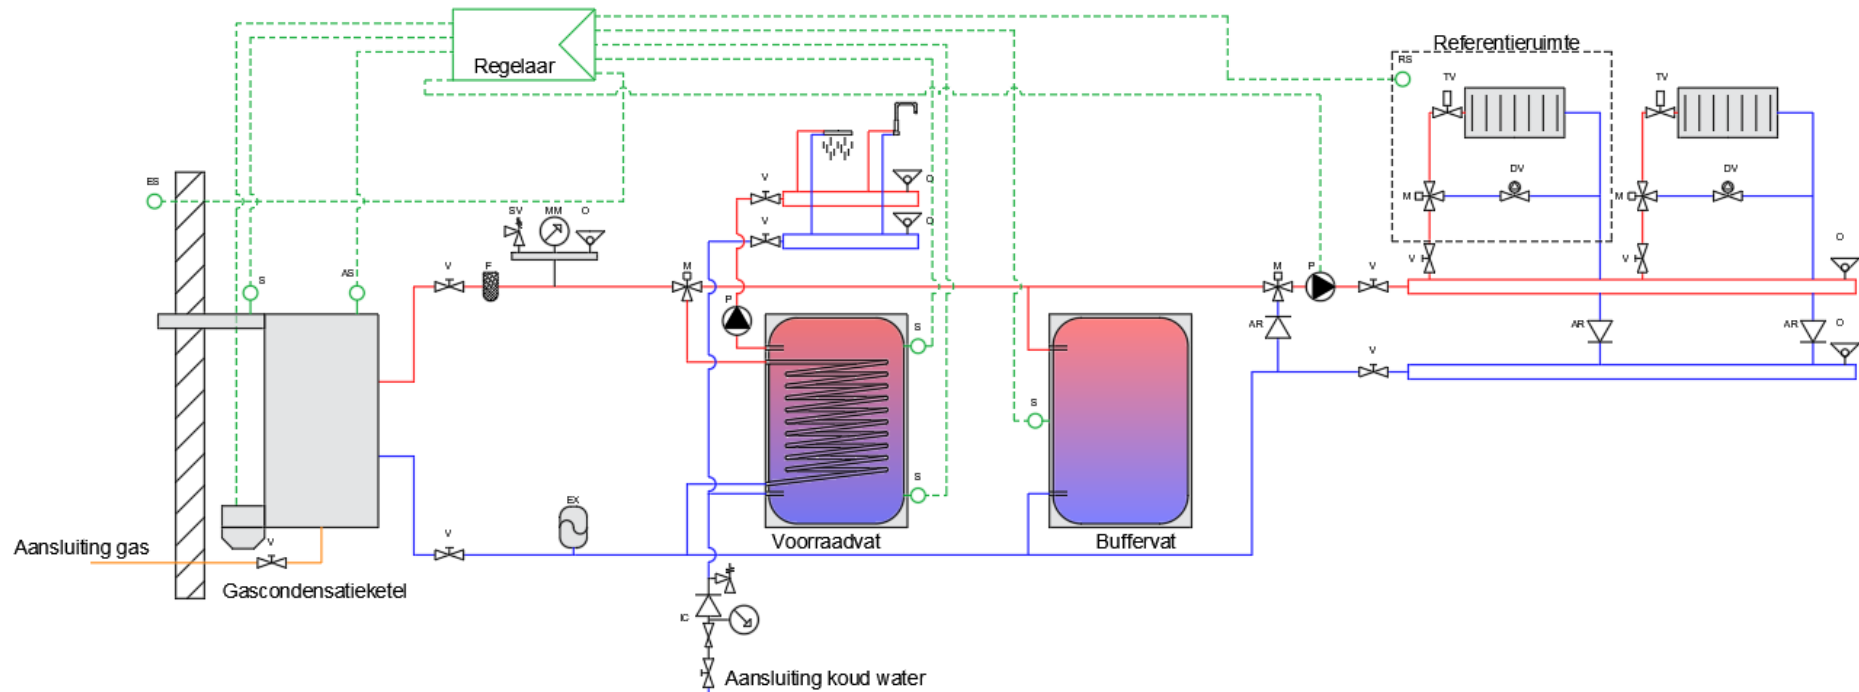 Referentieruimte
Regelaar
RS
TV
TV
ES
V
DV
DV
M
M
SV
MM
O
O
V
O
V
V
O
S
AS
V
F
M
M
P
V
P
S
AR
AR
AR
O
V
S
S
EX
V
V
Voorraadvat
Buffervat
Aansluiting gas
Gascondensatieketel
IC
Aansluiting koud water